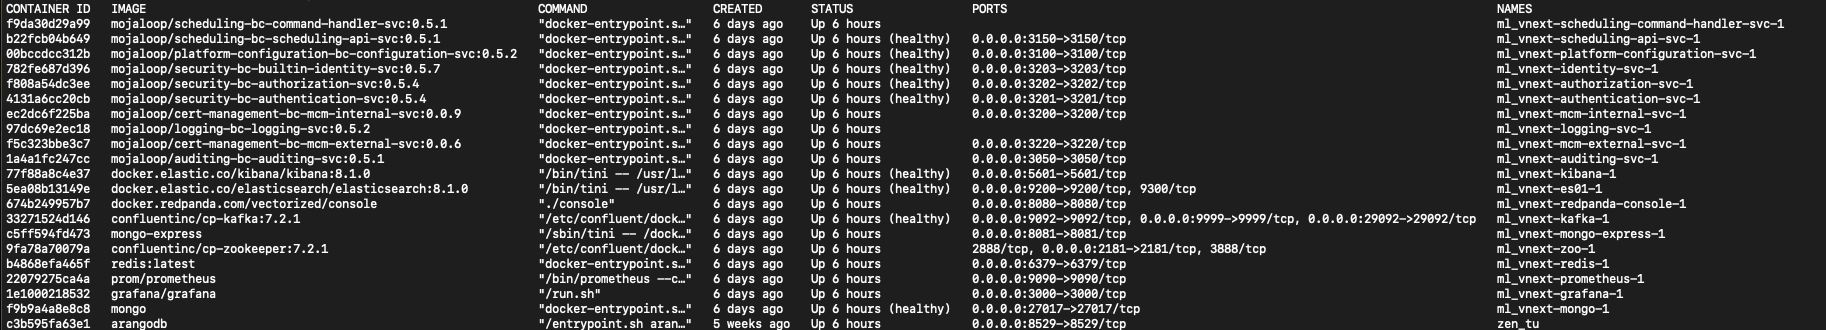 CONTAINER ID IMAGE COMMAND CREATED STATUS PORTS NAMES
f9da30d29a99 mojaloop/scheduling-bc-command-handler-svc:0.5.1 "docker-entrypoint.s…" 6 days ago Up 6 hours ml_vnext-scheduling-command-handler-svc-1
b22fcb04b649 mojaloop/scheduling-bc-scheduling-api-svc:0.5.1 "docker-entrypoint.s…" 6 days ago Up 6 hours (healthy) 0.0.0.0:3150->3150/tcp ml_vnext-scheduling-api-svc-1
00bccdcc312b mojaloop/platform-configuration-bc-configuration-svc:0.5.2 "docker-entrypoint.s…" 6 days ago Up 6 hours (healthy) 0.0.0.0:3100->3100/tcp ml_vnext-platform-configuration-svc-1
782fe687d396 mojaloop/security-bc-builtin-identity-svc:0.5.7 "docker-entrypoint.s…" 6 days ago Up 6 hours (healthy) 0.0.0.0:3203->3203/tcp ml_vnext-identity-svc-1
f808a54dc3ee mojaloop/security-bc-authorization-svc:0.5.4 "docker-entrypoint.s…" 6 days ago Up 6 hours (healthy) 0.0.0.0:3202->3202/tcp ml_vnext-authorization-svc-1
4131a6cc20cb mojaloop/security-bc-authentication-svc:0.5.4 "docker-entrypoint.s…" 6 days ago Up 6 hours (healthy) 0.0.0.0:3201->3201/tcp ml_vnext-authentication-svc-1
ec2dc6f225ba mojaloop/cert-management-bc-mcm-internal-svc:0.0.9 "docker-entrypoint.s…" 6 days ago Up 6 hours 0.0.0.0:3200->3200/tcp ml_vnext-mcm-internal-svc-1
97dc69e2ec18 mojaloop/logging-bc-logging-svc:0.5.2 "docker-entrypoint.s…" 6 days ago Up 6 hours ml_vnext-logging-svc-1
f5c323bbe3c7 mojaloop/cert-management-bc-mcm-external-svc:0.0.6 "docker-entrypoint.s…" 6 days ago Up 6 hours 0.0.0.0:3220->3220/tcp ml_vnext-mcm-external-svc-1
1a4a1fc247cc mojaloop/auditing-bc-auditing-svc:0.5.1 "docker-entrypoint.s…" 6 days ago Up 6 hours 0.0.0.0:3050->3050/tcp ml_vnext-auditing-svc-1
77f88a8c4e37 docker.elastic.co/kibana/kibana:8.1.0 "/bin/tini -- /usr/l…" 6 days ago Up 6 hours (healthy) 0.0.0.0:5601->5601/tcp ml_vnext-kibana-1
5ea08b13149e docker.elastic.co/elasticsearch/elasticsearch:8.1.0 "/bin/tini -- /usr/l…" 6 days ago Up 6 hours (healthy) 0.0.0.0:9200->9200/tcp, 9300/tcp ml_vnext-es01-1
674b249957b7 docker.redpanda.com/vectorized/console "./console" 6 days ago Up 6 hours 0.0.0.0:8080->8080/tcp ml_vnext-redpanda-console-1
33271524d146 confluentinc/cp-kafka:7.2.1 "/etc/confluent/dock…" 6 days ago Up 6 hours (healthy) 0.0.0.0:9092->9092/tcp, 0.0.0.0:9999->9999/tcp, 0.0.0.0:29092->29092/tcp ml_vnext-kafka-1
c5ff594fd473 mongo-express "/sbin/tini -- /dock…" 6 days ago Up 6 hours 0.0.0.0:8081->8081/tcp ml_vnext-mongo-express-1
9fa78a70079a confluentinc/cp-zookeeper:7.2.1 "/etc/confluent/dock…" 6 days ago Up 6 hours 2888/tcp, 0.0.0.0:2181->2181/tcp, 3888/tcp ml_vnext-zoo-1
b4868efa465f redis:latest "docker-entrypoint.s…" 6 days ago Up 6 hours 0.0.0.0:6379->6379/tcp ml_vnext-redis-1
22079275ca4a prom/prometheus "/bin/prometheus --c…" 6 days ago Up 6 hours 0.0.0.0:9090->9090/tcp ml_vnext-prometheus-1
1e1000218532 grafana/grafana "/run.sh" 6 days ago Up 6 hours 0.0.0.0:3000->3000/tcp ml_vnext-grafana-1
f9b9a4a8e8c8 mongo "docker-entrypoint.s…" 6 days ago Up 6 hours (healthy) 0.0.0.0:27017->27017/tcp ml_vnext-mongo-1
c3b595fa63e1 arangodb "/entrypoint.sh aran…" 5 weeks ago Up 6 hours 0.0.0.0:8529->8529/tcp zen_tu